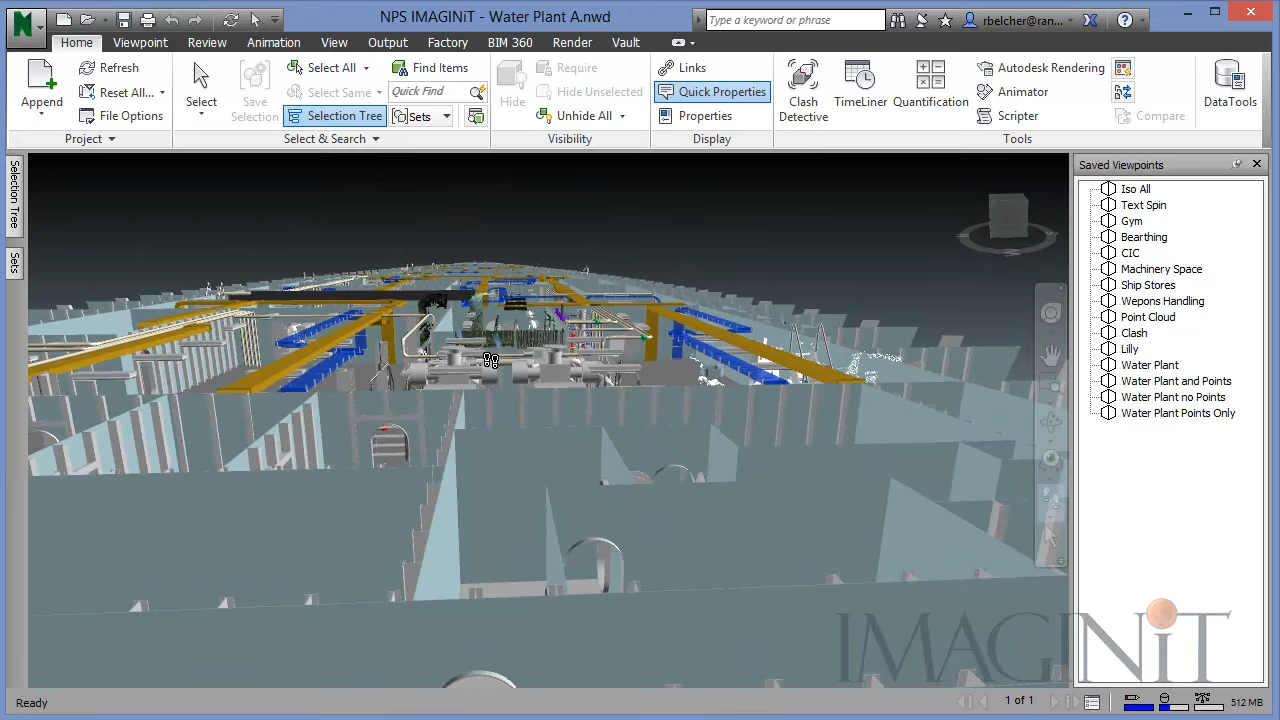 N
NPS IMAGINiT - Water Plant A.nwd
Type a keyword or phrase
rbelcher@ran...
?
Home
Viewpoint
Review
Animation
View
Output
Factory
BIM 360
Render
Vault
Append
Refresh
Reset All...
File Options
Project
Select
Save
Selection
Select All
Select Same
Selection Tree
Find Items
Quick Find
Sets
Select & Search
Hide
Require
Hide Unselected
Unhide All
Visibility
Links
Quick Properties
Properties
Display
Clash
Detective
TimeLiner
Quantification
Autodesk Rendering
Animator
Scripter
Compare
Tools
DataTools
Selection Tree
Sets
Saved Viewpoints
Iso All
Text Spin
Gym
Bearthing
CIC
Machinery Space
Ship Stores
Wepons Handling
Point Cloud
Clash
Lilly
Water Plant
Water Plant and Points
Water Plant no Points
Water Plant Points Only
IMAGINiT
Ready
1 of 1
512 MB